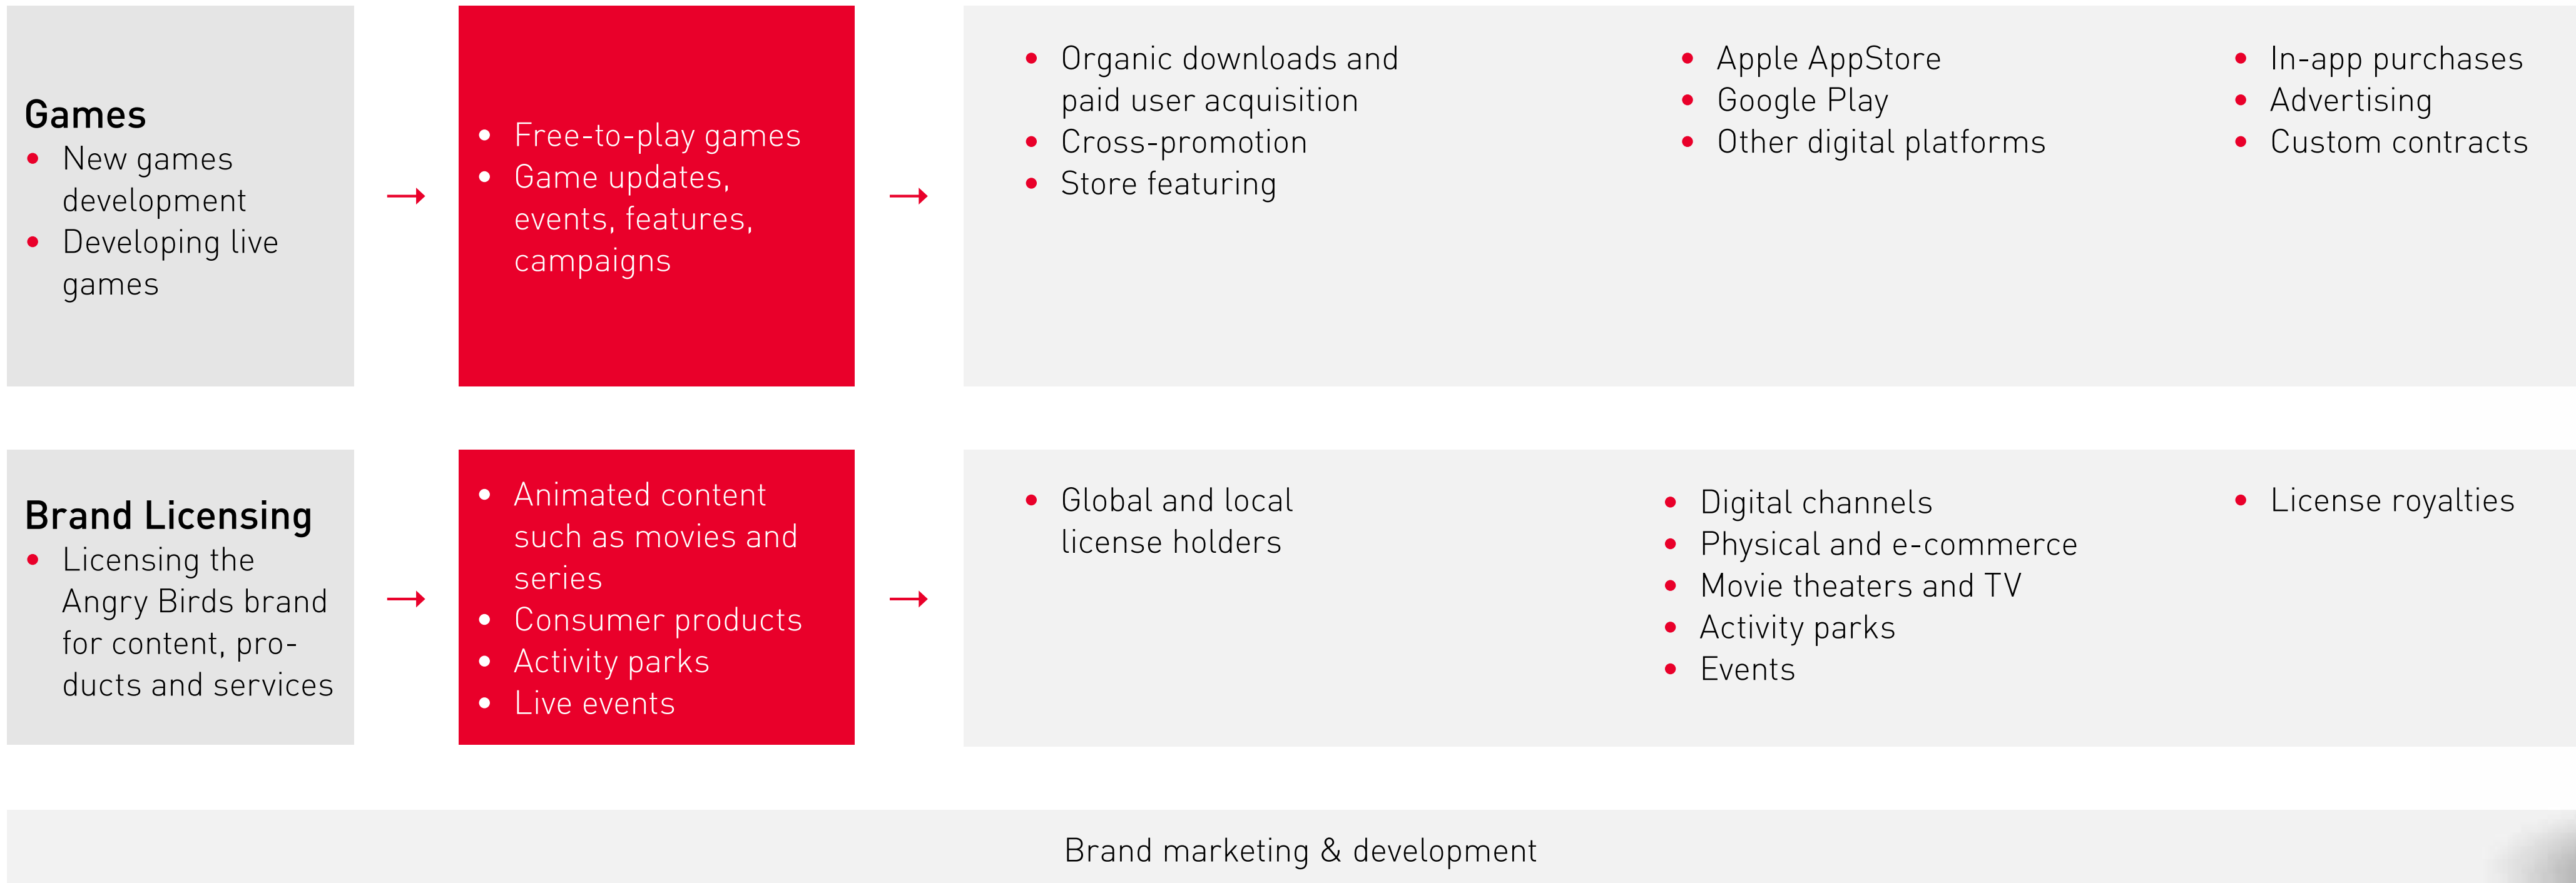 Games
• New games
development
• Developing live
games
• Free-to-play games
• Game updates,
events, features,
campaigns
• Organic downloads and
paid user acquisition
• Cross-promotion
• Store featuring
• Apple AppStore
• Google Play
• Other digital platforms
• In-app purchases
• Advertising
• Custom contracts
Brand Licensing
• Licensing the
Angry Birds brand
for content, pro-
ducts and services
• Animated content
such as movies and
series
• Consumer products
• Activity parks
• Live events
• Global and local
license holders
• Digital channels
• Physical and e-commerce
• Movie theaters and TV
• Activity parks
• Events
• License royalties
Brand marketing & development